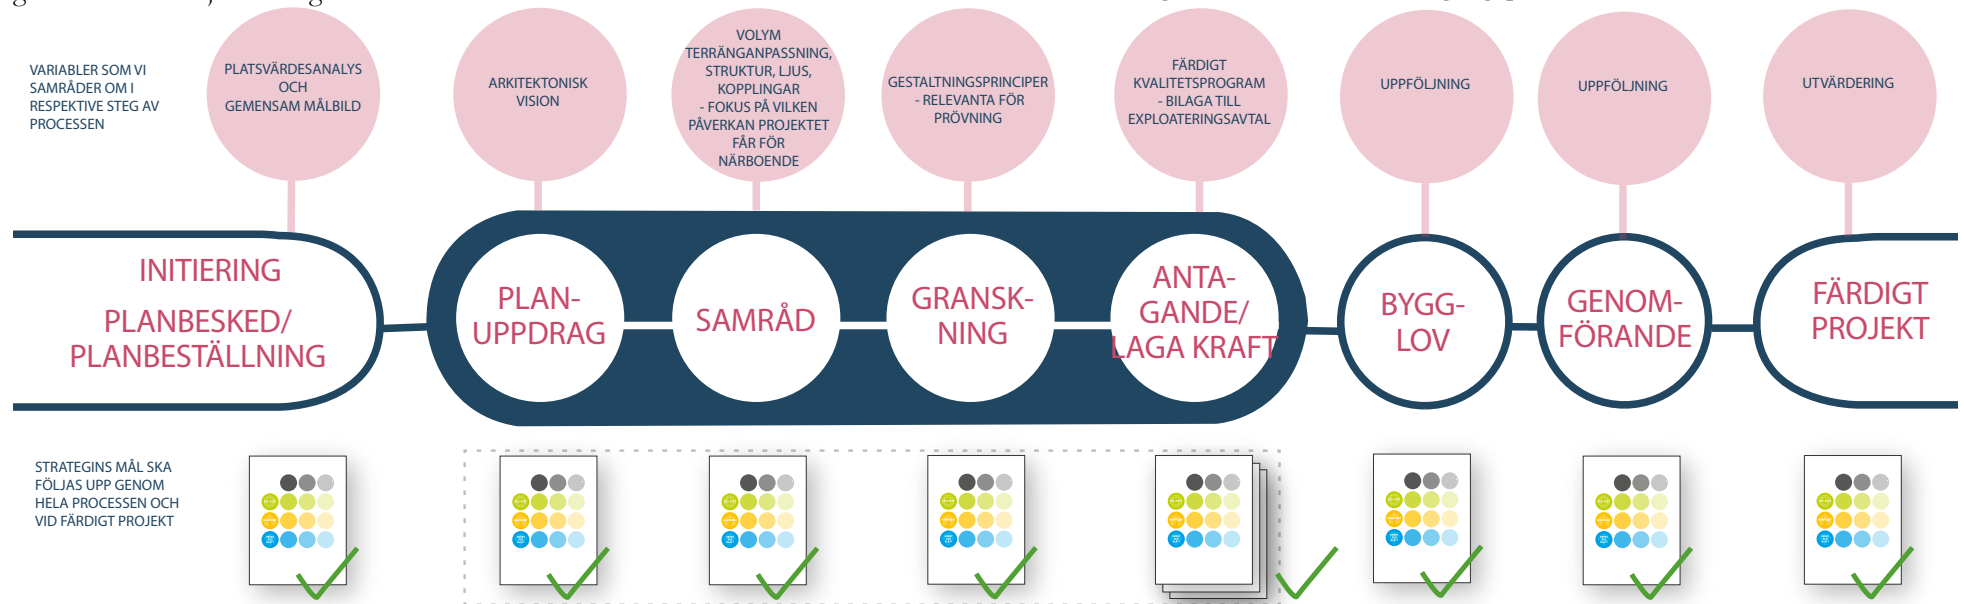 VARIABLER SOM VI
SAMRÅDER OM I
RESPEKTIVE STEG AV
PROCESSEN
PLATSVÄRDESANALYS
OCH
GEMENSAM MÅLBILD
ARKITEKTONISK
VISION
VOLYM
TERRÄNGANPASSNING,
STRUKTUR, LJUS,
KOPPLINGAR
- FOKUS PÅ VILKEN
PÅVERKAN PROJEKTET
FÅR FÖR
NÄRBOENDE
GESTALTNINGSPRINCIPER
- RELEVANTA FÖR
PRÖVNING
FÄRDIGT
KVALITETSPROGRAM
- BILAGA TILL
EXPLOATERINGSAVTAL
UPPFÖLJNING
UPPFÖLJNING
UTVÄRDERING
INITIERING
PLANBESKED/
PLANBESTÄLLNING
PLAN-
UPPDRAG
SAMRÅD
GRANSK-
NING
ANTA-
GANDE/
LAGA KRAFT
BYGG-
LOV
GENOM-
FÖRANDE
FÄRDIGT
PROJEKT
STRATEGINS MÅL SKA
FÖLJAS UPP GENOM
HELA PROCESSEN OCH
VID FÄRDIGT PROJEKT